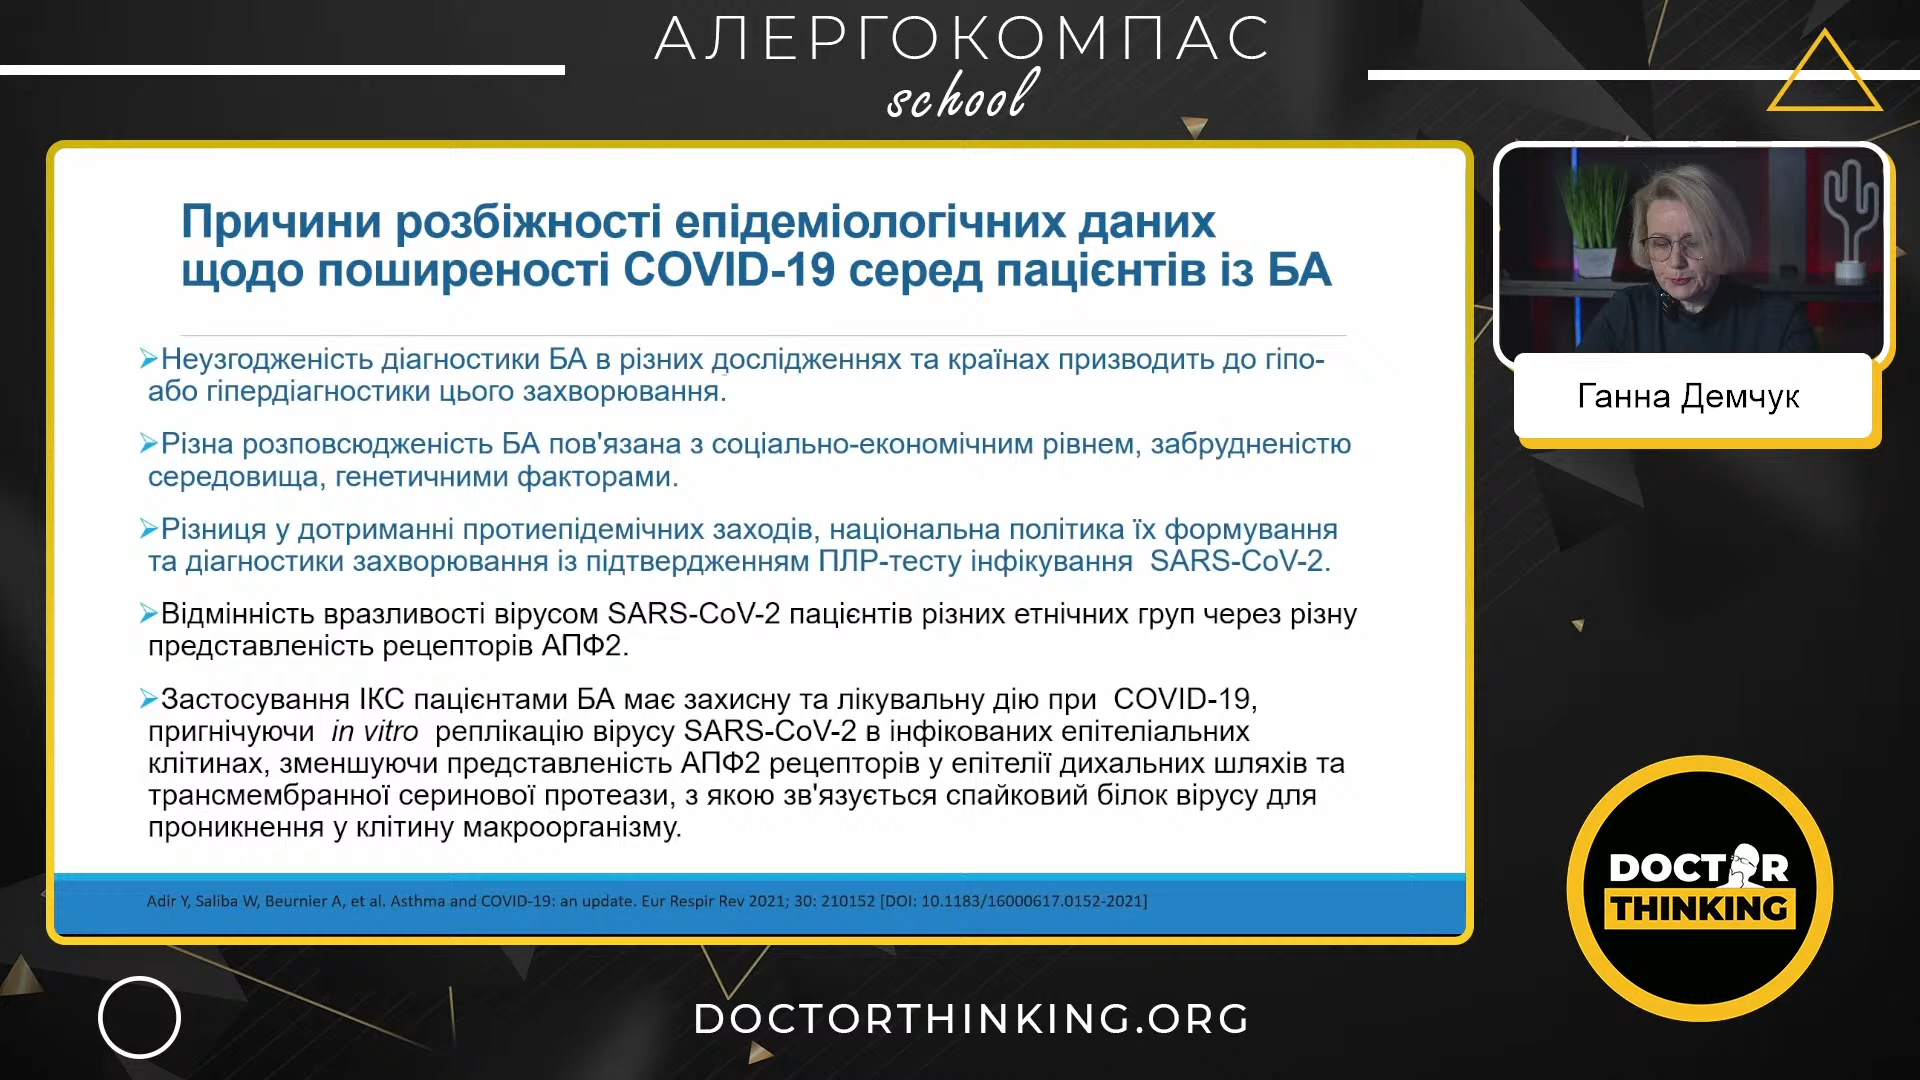 АЛЕРГОКОМПАС
school
Причини розбіжності епідеміологічних даних
щодо поширеності COVID-19 серед пацієнтів із БА
➢Неузгодженість діагностики БА в різних дослідженнях та країнах призводить до гіпо-
або гіпердіагностики цього захворювання.
➢Різна розповсюдженість БА пов'язана з соціально-економічним рівнем, забрудненістю
середовища, генетичними факторами.
➢Різниця у дотриманні протиепідемічних заходів, національна політика їх формування
та діагностики захворювання із підтвердженням ПЛР-тесту інфікування SARS-CoV-2.
➢Відмінність вразливості вірусом SARS-CoV-2 пацієнтів різних етнічних груп через різну
представленість рецепторів АПФ2.
➢Застосування ІКС пацієнтами БА має захисну та лікувальну дію при COVID-19,
пригнічуючи in vitro реплікацію вірусу SARS-CoV-2 в інфікованих епітеліальних
клітинах, зменшуючи представленість АПФ2 рецепторів у епітелії дихальних шляхів та
трансмембранної серинової протеази, з якою зв'язується спайковий білок вірусу для
проникнення у клітину макроорганізму.
Adir Y, Saliba W, Beurnier A, et al. Asthma and COVID-19: an update. Eur Respir Rev 2021; 30: 210152 [DOI: 10.1183/16000617.0152-2021]
Ганна Демчук
DOCTOR
THINKING
DOCTORTHINKING.ORG